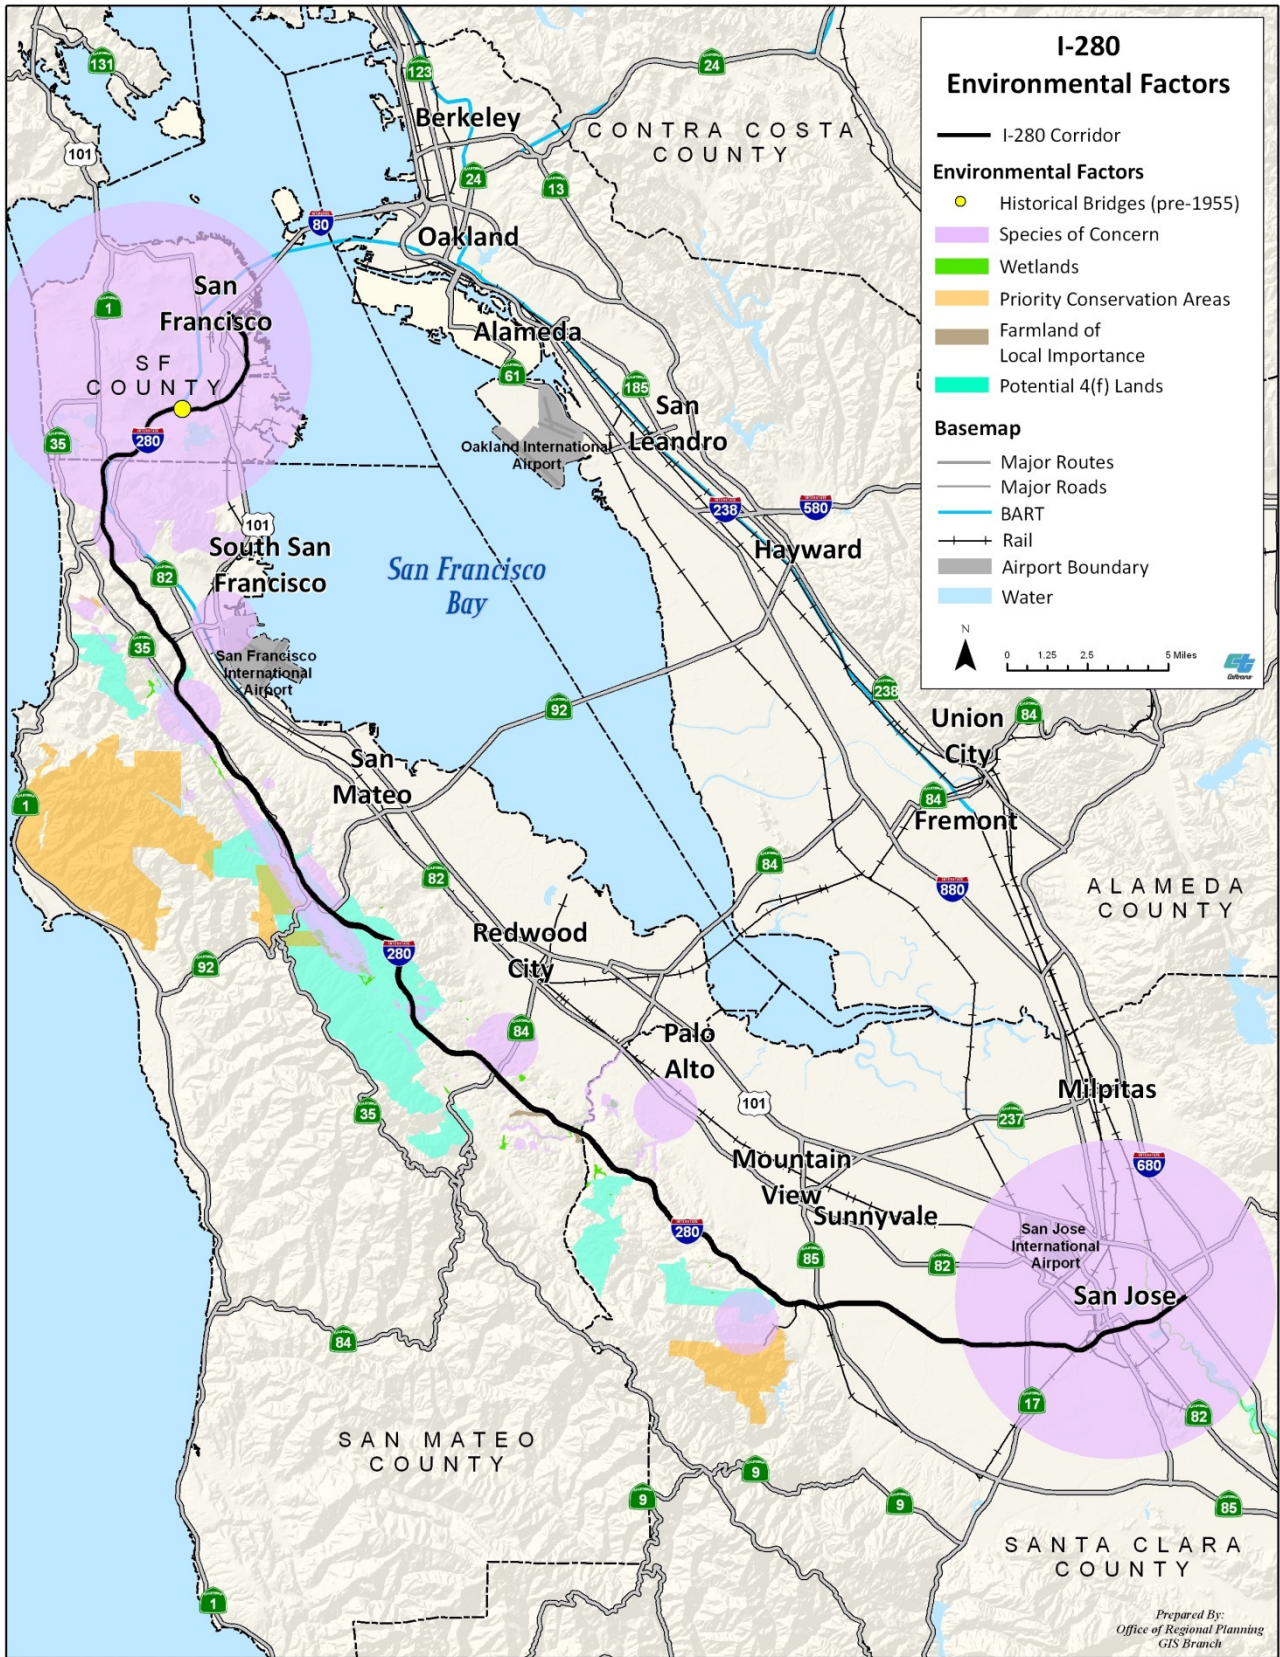 I-280
Environmental Factors
I-280 Corridor
Environmental Factors
Historical Bridges (pre-1955)
Species of Concern
Wetlands
Priority Conservation Areas
Farmland of
Local Importance
Potential 4(f) Lands
Basemap
Major Routes
Major Roads
BART
Rail
Airport Boundary
Water
N
0 1.25 2.5 5 Miles
Caltrans
131
123
24
Berkeley
CONTRA COSTA
COUNTY
101
24
13
80
Oakland
San
Francisco
1
Alameda
SF
COUNTY
61
185
San
Leandro
35
280
Oakland International
Airport
238
580
101
South San
Francisco
Hayward
San Francisco
Bay
82
35
San Francisco
International
Airport
92
238
Union
City
84
San
Mateo
1
84
Fremont
82
84
880
ALAMEDA
COUNTY
Redwood
City
280
92
84
Palo
Alto
Milpitas
35
101
237
Mountain
View
680
Sunnyvale
280
San Jose
International
Airport
85
82
San Jose
84
17
82
SAN MATEO
COUNTY
9
9
9
85
SANTA CLARA
COUNTY
1
Prepared By:
Office of Regional Planning
GIS Branch